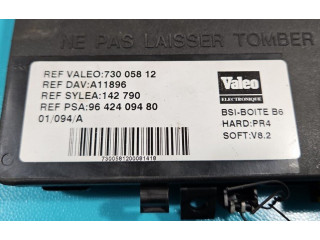 NE PAS LAISSER TOMBER
REF VALEO:730 058 12
REF DAV:A11896
REF SYLEA:142 790
REF PSA:96 424 094 80
01/094/A
Valeo
ELECTRONIQUE
BSI-BOITE B6
HARD:PR4
SOFT:V8.2
7300581200081418